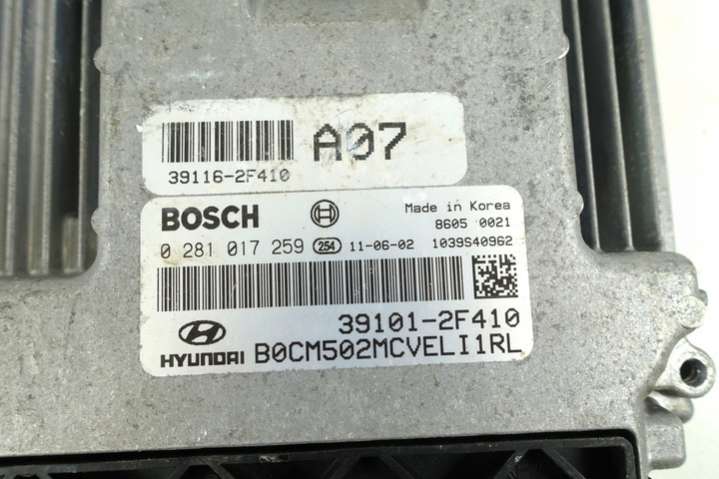 A07
39116-2F410
BOSCH
Made in Korea
8605 0021
0 281 017 259 254 11-06-02 1039S40962
39101-2F410
HYUNDAI B0CM502MCVELI1RL